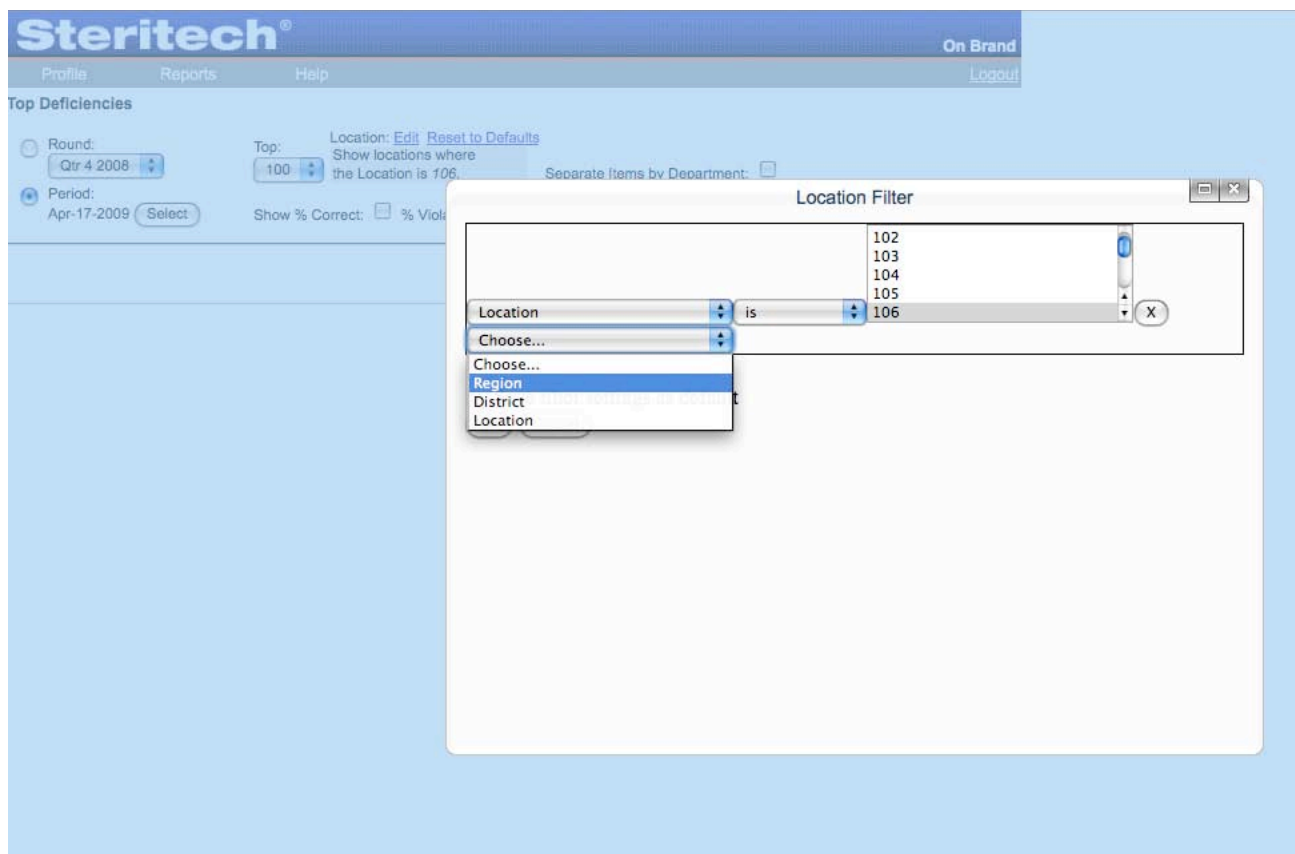 Steritech®
On Brand
Profile Reports Help Logout
Top Deficiencies
Round:
Qtr 4 2008
Period:
Apr-17-2009 Select
Top:
100
Location: Edit Reset to Defaults
Show locations where
the Location is 106.
Separate Items by Department:
Show % Correct: % Viola
Location Filter
102
103
104
105
Location is 106 X
Choose...
Choose...
Region
District
Location